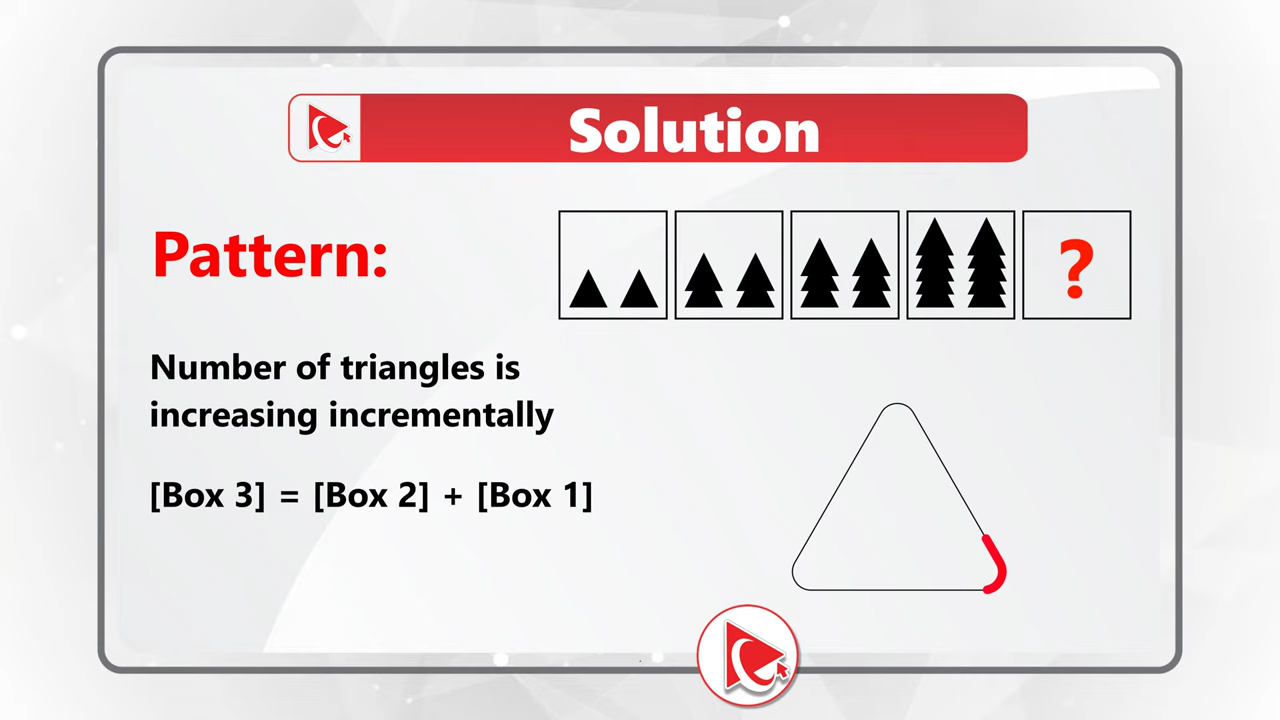 Solution
Pattern:
?
Number of triangles is
increasing incrementally
[Box 3] = [Box 2] + [Box 1]